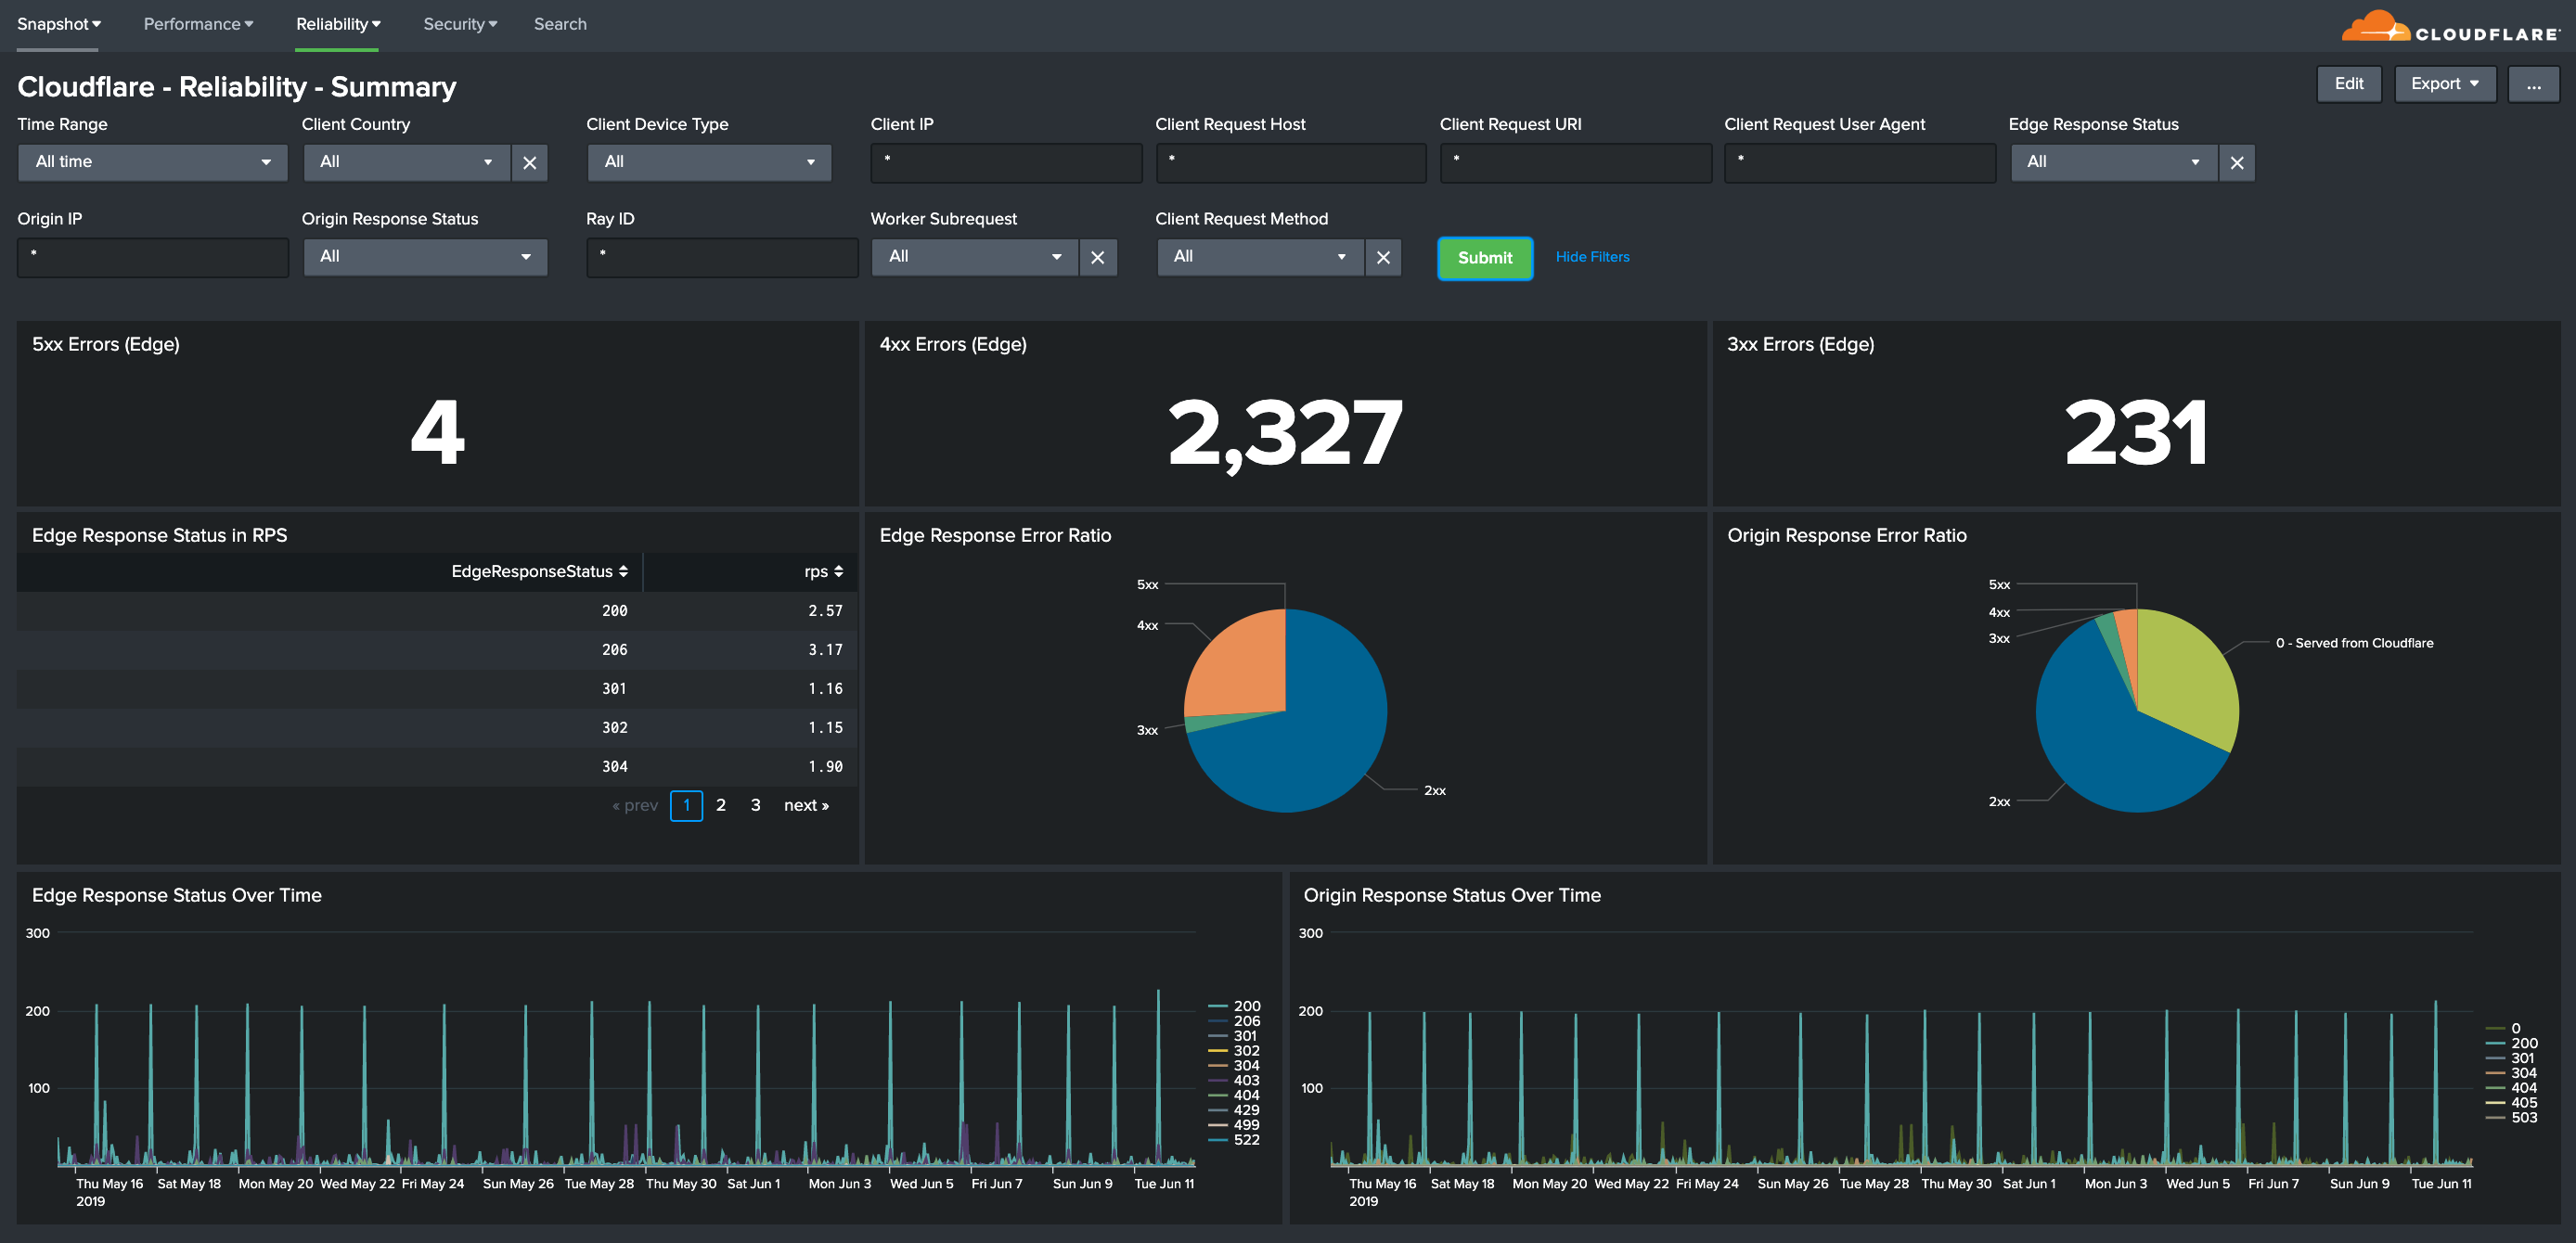 Snapshot Performance Reliability Security Search
CLOUDFLARE
Cloudflare - Reliability - Summary
Edit Export ...
Time Range Client Country Client Device Type Client IP Client Request Host Client Request URI Client Request User Agent Edge Response Status
All time All All * * * * All
Origin IP Origin Response Status Ray ID Worker Subrequest Client Request Method
* All * All All Submit Hide Filters
5xx Errors (Edge)
4
4xx Errors (Edge)
2,327
3xx Errors (Edge)
231
Edge Response Status in RPS
EdgeResponseStatus rps
200 2.57
206 3.17
301 1.16
302 1.15
304 1.90
« prev 1 2 3 next »
Edge Response Error Ratio
5xx
4xx
3xx
2xx
Origin Response Error Ratio
5xx
4xx
3xx
0 - Served from Cloudflare
2xx
Edge Response Status Over Time
300
200
100
Thu May 16 Sat May 18 Mon May 20 Wed May 22 Fri May 24 Sun May 26 Tue May 28 Thu May 30 Sat Jun 1 Mon Jun 3 Wed Jun 5 Fri Jun 7 Sun Jun 9 Tue Jun 11
2019
200
206
301
302
304
403
404
429
499
522
Origin Response Status Over Time
300
200
100
Thu May 16 Sat May 18 Mon May 20 Wed May 22 Fri May 24 Sun May 26 Tue May 28 Thu May 30 Sat Jun 1 Mon Jun 3 Wed Jun 5 Fri Jun 7 Sun Jun 9 Tue Jun 11
2019
0
200
301
304
404
405
503